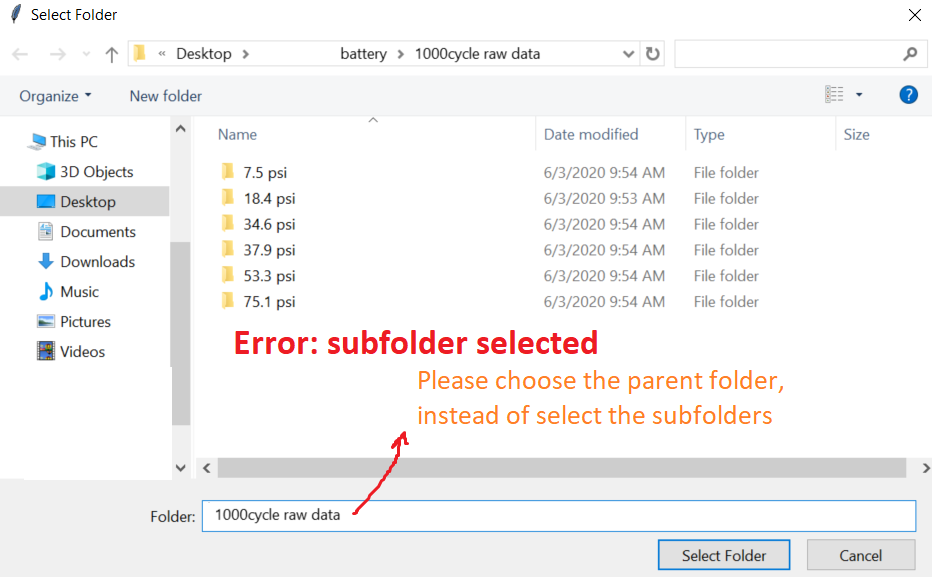 Select Folder
« Desktop > battery > 1000cycle raw data
Organize New folder ?
Name Date modified Type Size
This PC
3D Objects
Desktop
Documents
Downloads
Music
Pictures
Videos
7.5 psi 6/3/2020 9:54 AM File folder
18.4 psi 6/3/2020 9:53 AM File folder
34.6 psi 6/3/2020 9:54 AM File folder
37.9 psi 6/3/2020 9:54 AM File folder
53.3 psi 6/3/2020 9:54 AM File folder
75.1 psi 6/3/2020 9:54 AM File folder
Error: subfolder selected
Please choose the parent folder,
instead of select the subfolders
Folder: 1000cycle raw data
Select Folder Cancel